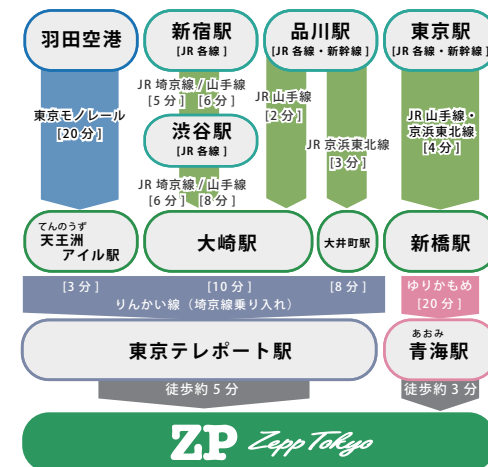 羽田空港
新宿駅
[JR 各線]
品川駅
[JR 各線・新幹線]
東京駅
[JR 各線・新幹線]
東京モノレール
[20分]
JR 埼京線/山手線
[5分] [6分]
渋谷駅
[JR 各線]
JR 埼京線/山手線
[6分] [8分]
JR 山手線
[2分]
JR 京浜東北線
[3分]
JR 山手線・
京浜東北線
[4分]
てんのうず
天王洲
アイル駅
大崎駅
大井町駅
新橋駅
[3分] [10分] [8分]
りんかい線（埼京線乗り入れ）
ゆりかもめ
[20分]
東京テレポート駅
あおみ
青海駅
徒歩約5分
徒歩約3分
ZP Zepp Tokyo